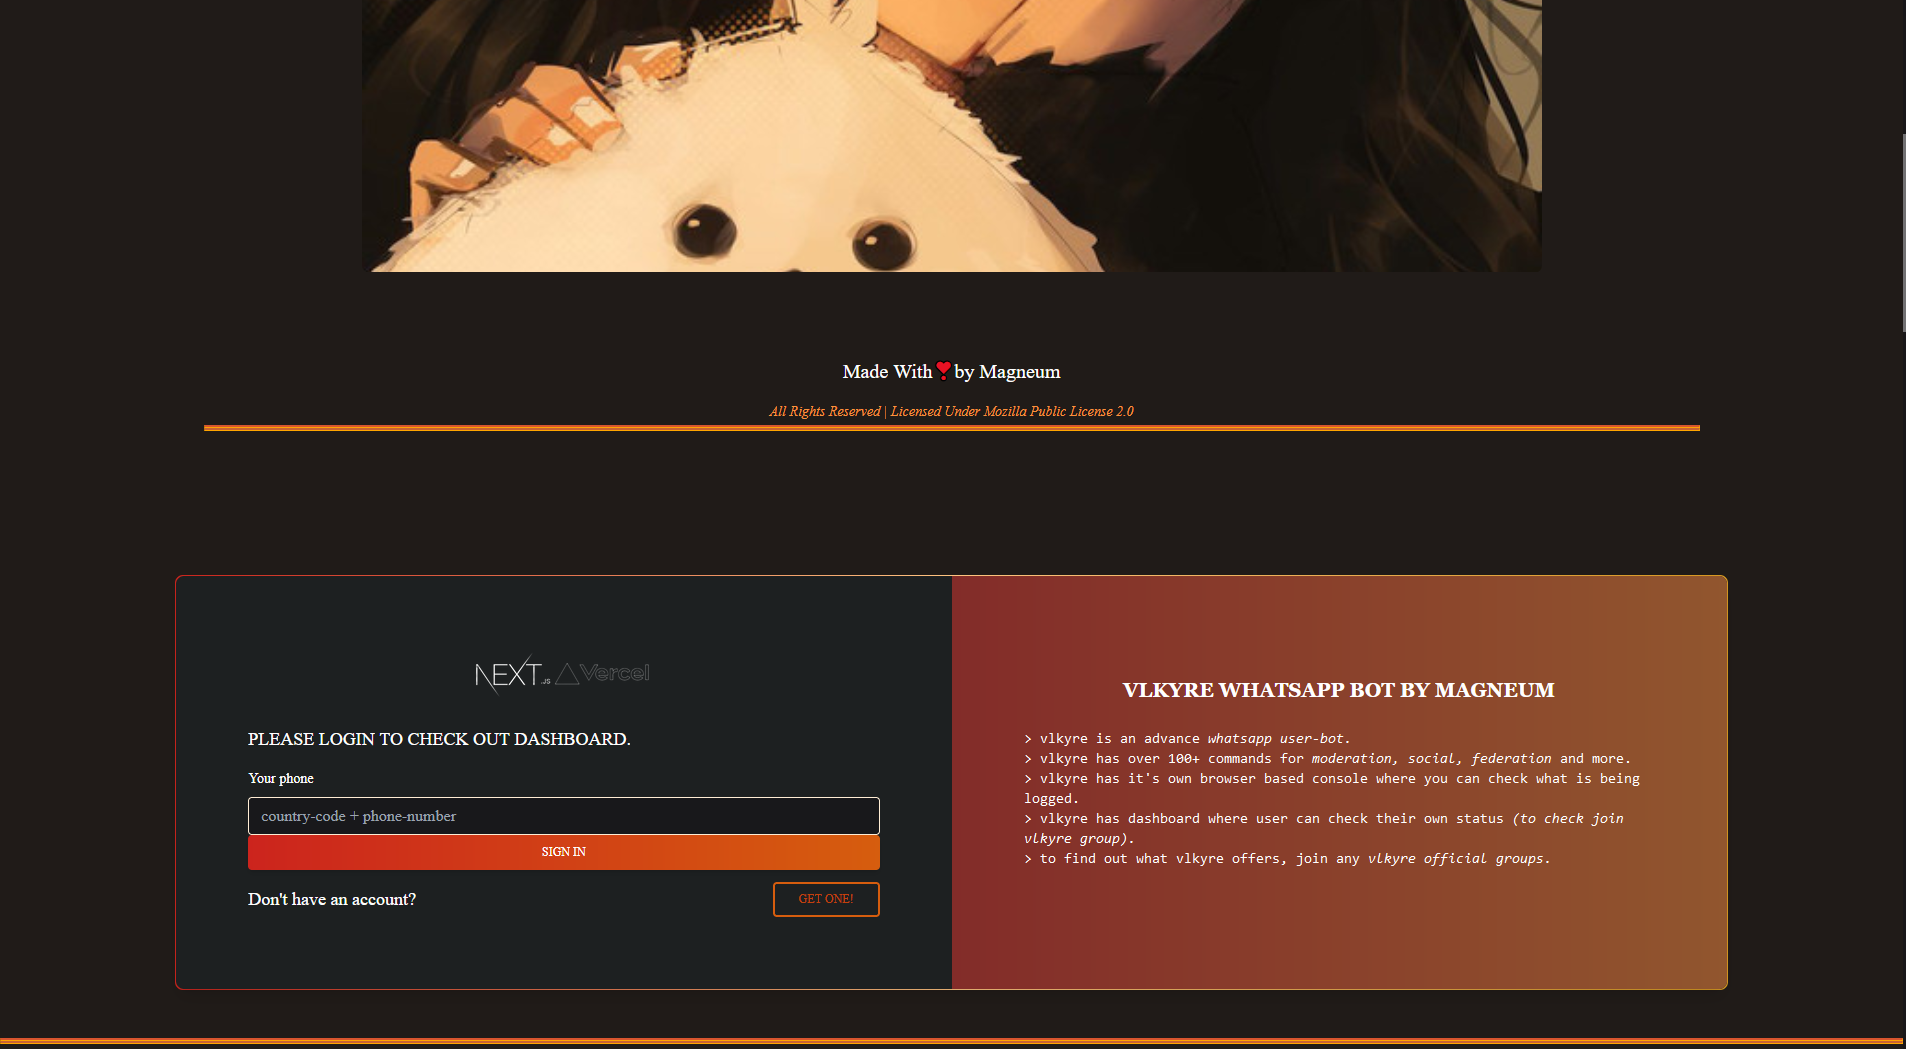 Made With❣️by Magneum
All Rights Reserved | Licensed Under Mozilla Public License 2.0
NEXT.JS Vercel
PLEASE LOGIN TO CHECK OUT DASHBOARD.
Your phone
country-code + phone-number
SIGN IN
Don't have an account?
GET ONE!
VLKYRE WHATSAPP BOT BY MAGNEUM
> vlkyre is an advance whatsapp user-bot.
> vlkyre has over 100+ commands for moderation, social, federation and more.
> vlkyre has it's own browser based console where you can check what is being
logged.
> vlkyre has dashboard where user can check their own status (to check join
vlkyre group).
> to find out what vlkyre offers, join any vlkyre official groups.